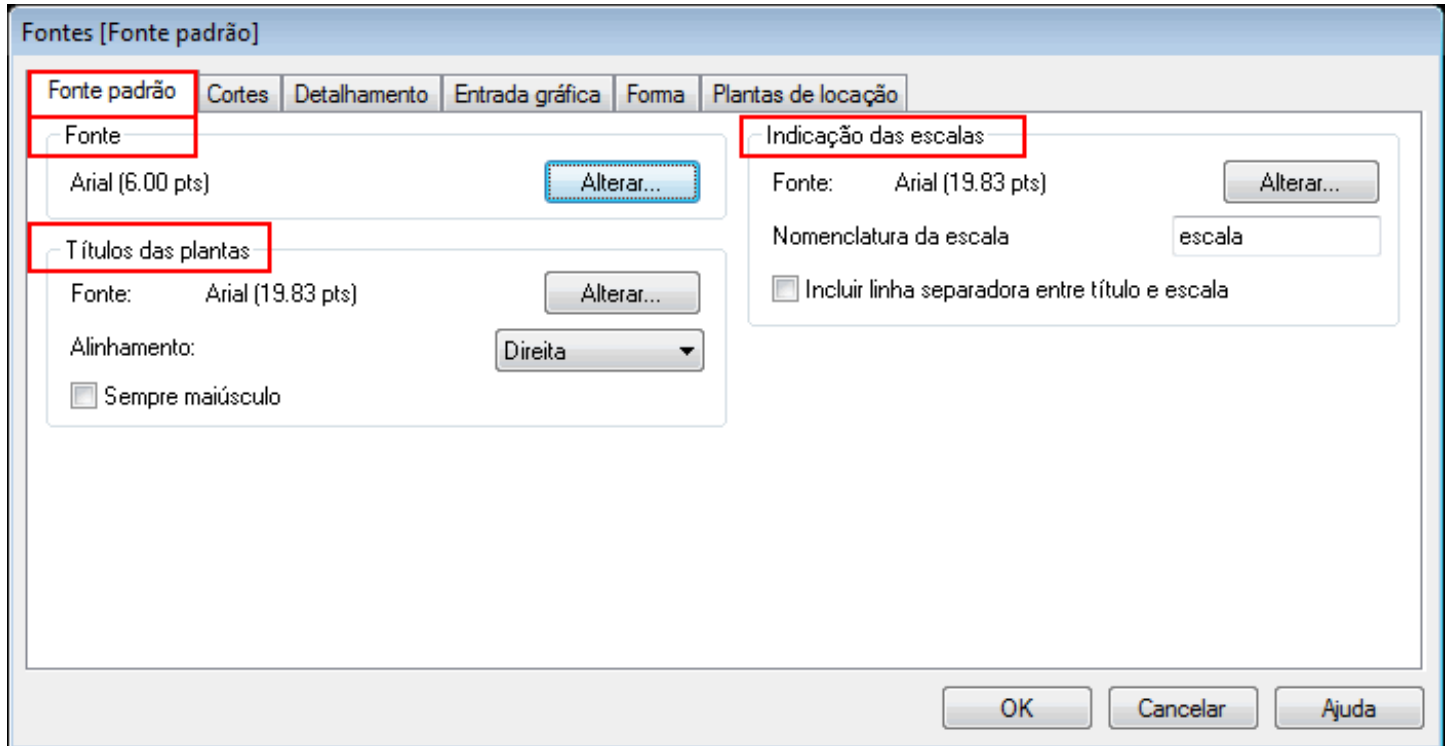 Fontes [Fonte padrão]
Fonte padrão Cortes Detalhamento Entrada gráfica Forma Plantas de locação
Fonte
Arial (6.00 pts) Alterar...
Títulos das plantas
Fonte: Arial (19.83 pts) Alterar...
Alinhamento: Direita
Sempre maiúsculo
Indicação das escalas
Fonte: Arial (19.83 pts) Alterar...
Nomenclatura da escala escala
Incluir linha separadora entre título e escala
OK Cancelar Ajuda